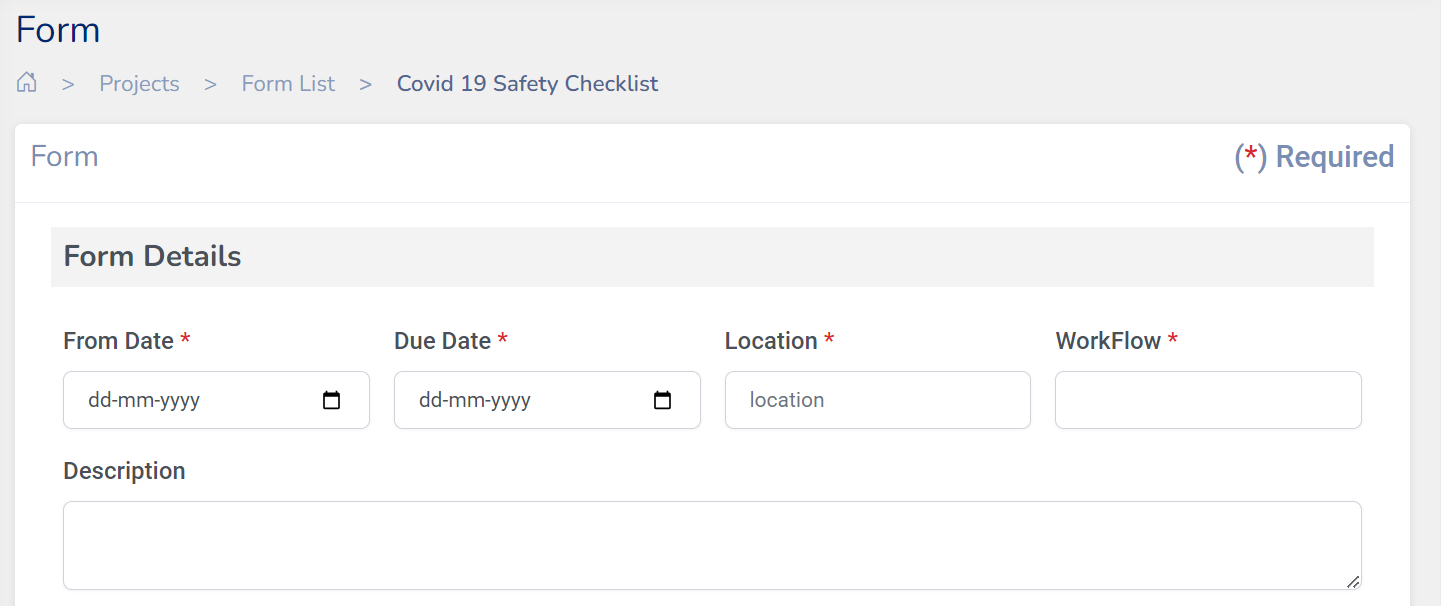 Form
> Projects > Form List > Covid 19 Safety Checklist
Form (*) Required
Form Details
From Date * Due Date * Location * WorkFlow *
dd-mm-yyyy dd-mm-yyyy location
Description